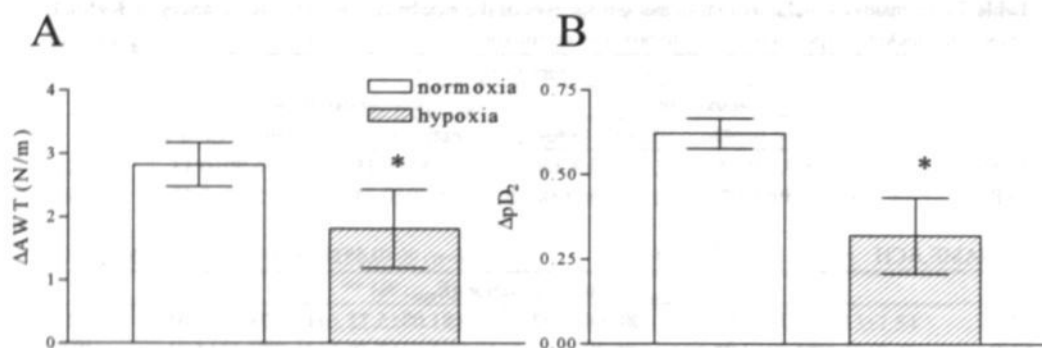 A
B
4
3
2
1
0
ΔAWT (N/m)
normoxia
hypoxia
*
0.75
0.50
0.25
0.00
ΔpD₂
*